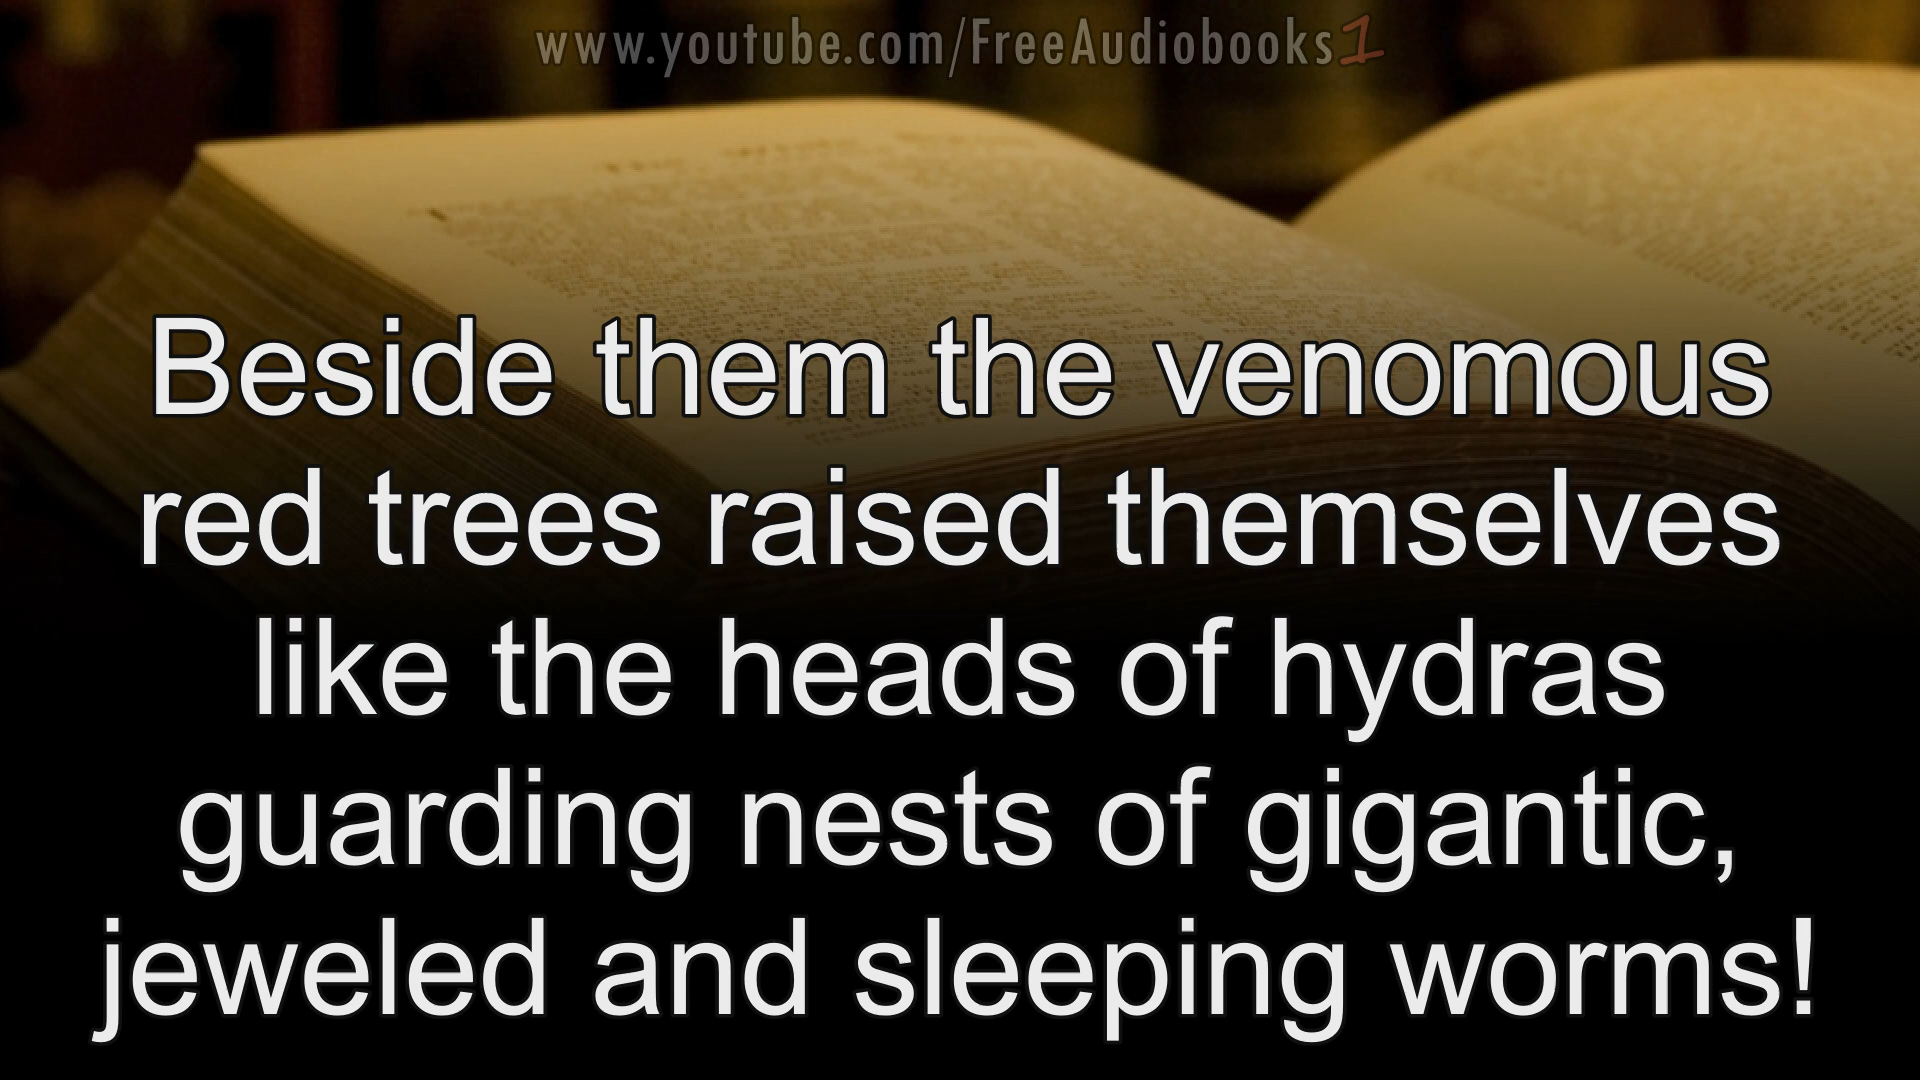 www.youtube.com/FreeAudiobooks1
Beside them the venomous
red trees raised themselves
like the heads of hydras
guarding nests of gigantic,
jeweled and sleeping worms!